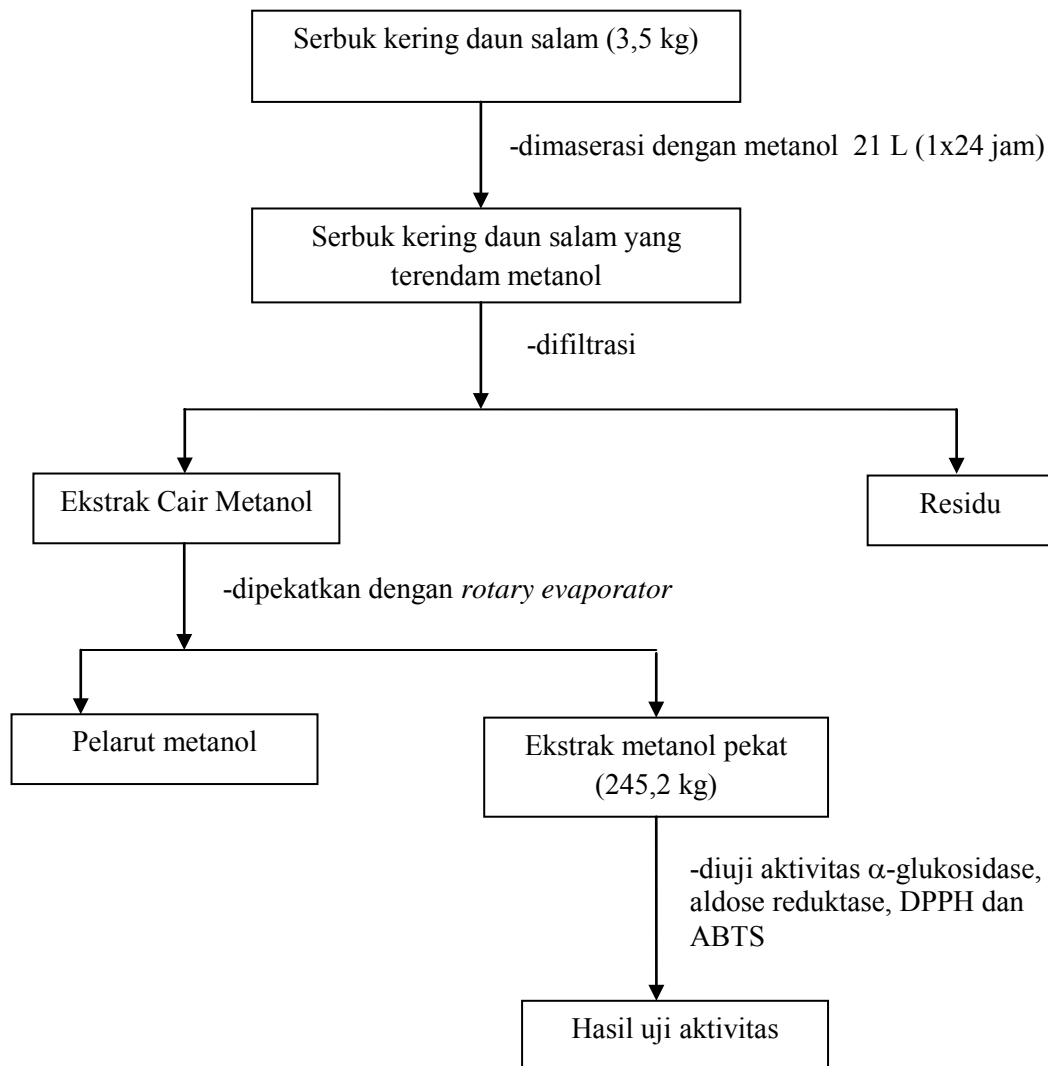 Serbuk kering daun salam (3,5 kg)
-dimaserasi dengan metanol  21 L (1x24 jam)
Serbuk kering daun salam yang
terendam metanol
-difiltrasi
Ekstrak Cair Metanol
Residu
-dipekatkan dengan rotary evaporator
Pelarut metanol
Ekstrak metanol pekat
(245,2 kg)
-diuji aktivitas α-glukosidase,
aldose reduktase, DPPH dan
ABTS
Hasil uji aktivitas